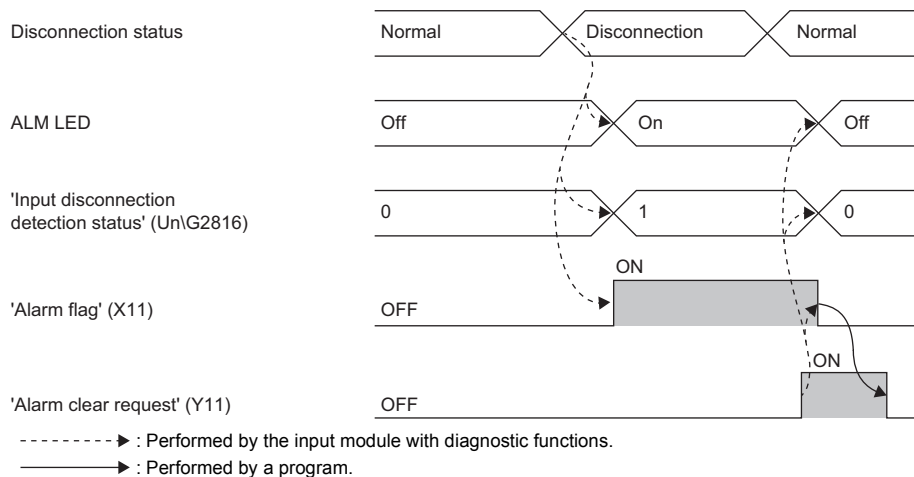 Disconnection status
Normal
Disconnection
Normal
ALM LED
Off
On
Off
'Input disconnection
detection status' (Un\G2816)
0
1
0
ON
'Alarm flag' (X11)
OFF
ON
'Alarm clear request' (Y11)
OFF
: Performed by the input module with diagnostic functions.
: Performed by a program.